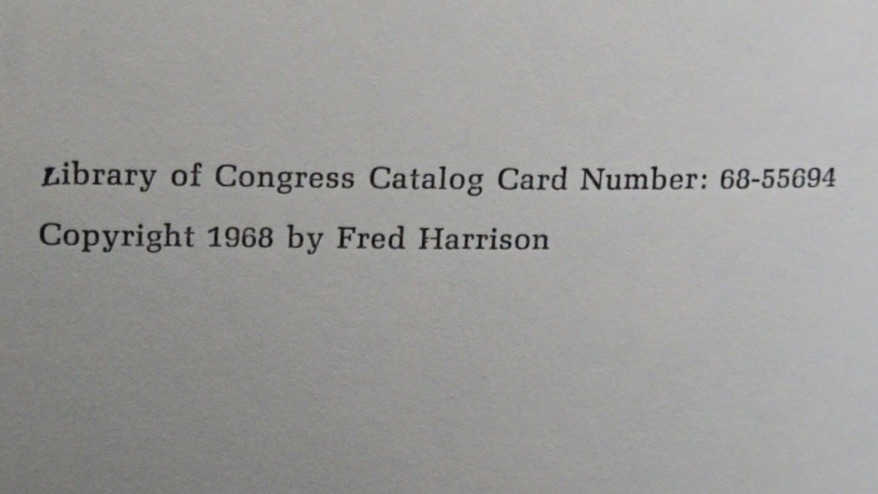 Library of Congress Catalog Card Number: 68-55694
Copyright 1968 by Fred Harrison